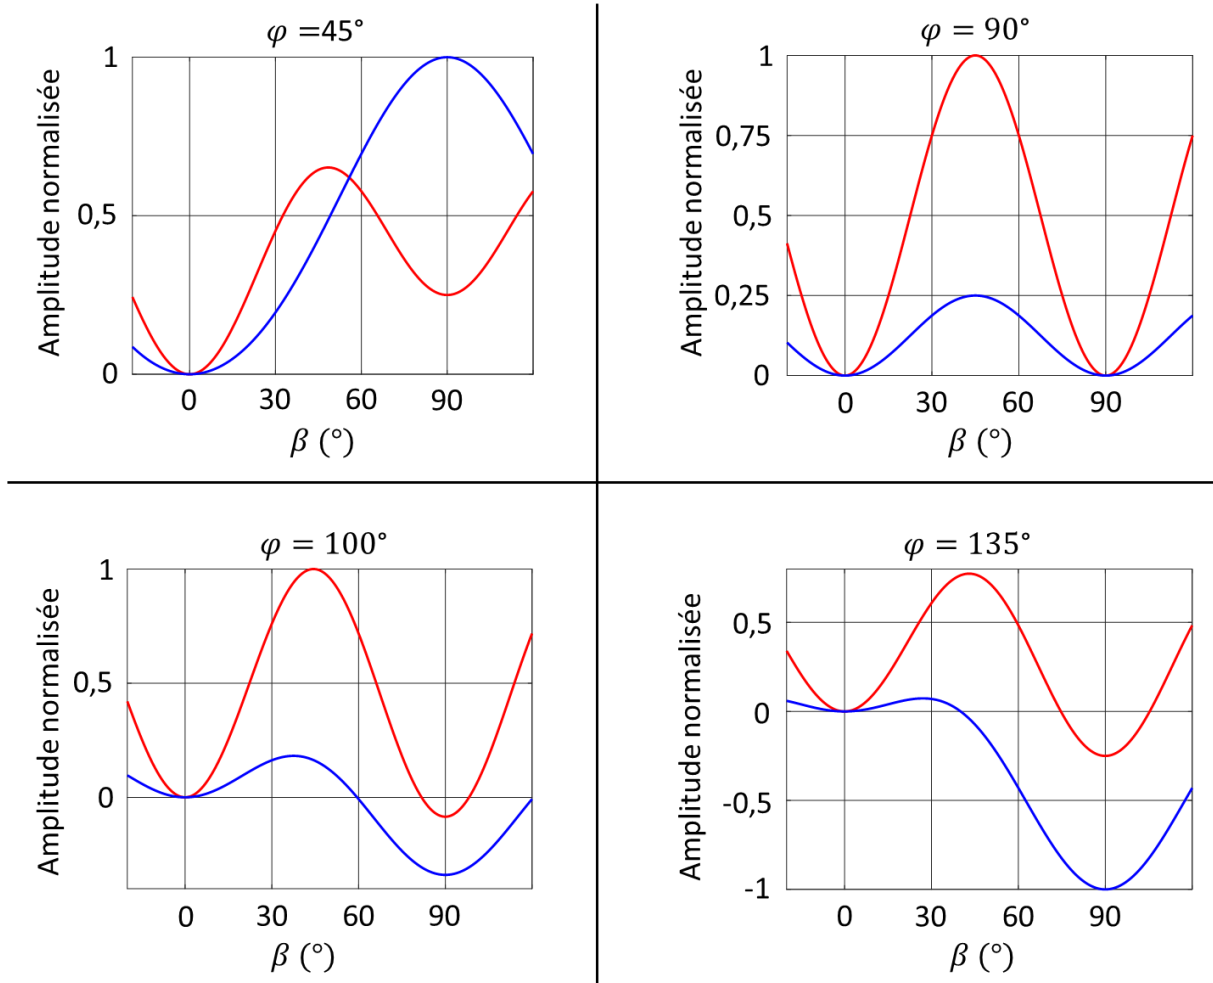 φ =45°
1
0,5
0
Amplitude normalisée
0 30 60 90
β (°)
φ = 90°
1
0,75
0,5
0,25
0
Amplitude normalisée
0 30 60 90
β (°)
φ = 100°
1
0,5
0
Amplitude normalisée
0 30 60 90
β (°)
φ = 135°
0,5
0
-0,5
-1
Amplitude normalisée
0 30 60 90
β (°)